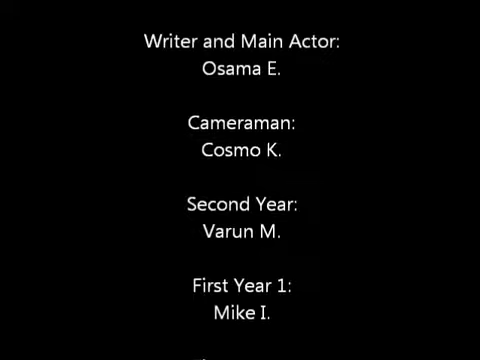 Writer and Main Actor:
Osama E.
Cameraman:
Cosmo K.
Second Year:
Varun M.
First Year 1:
Mike I.